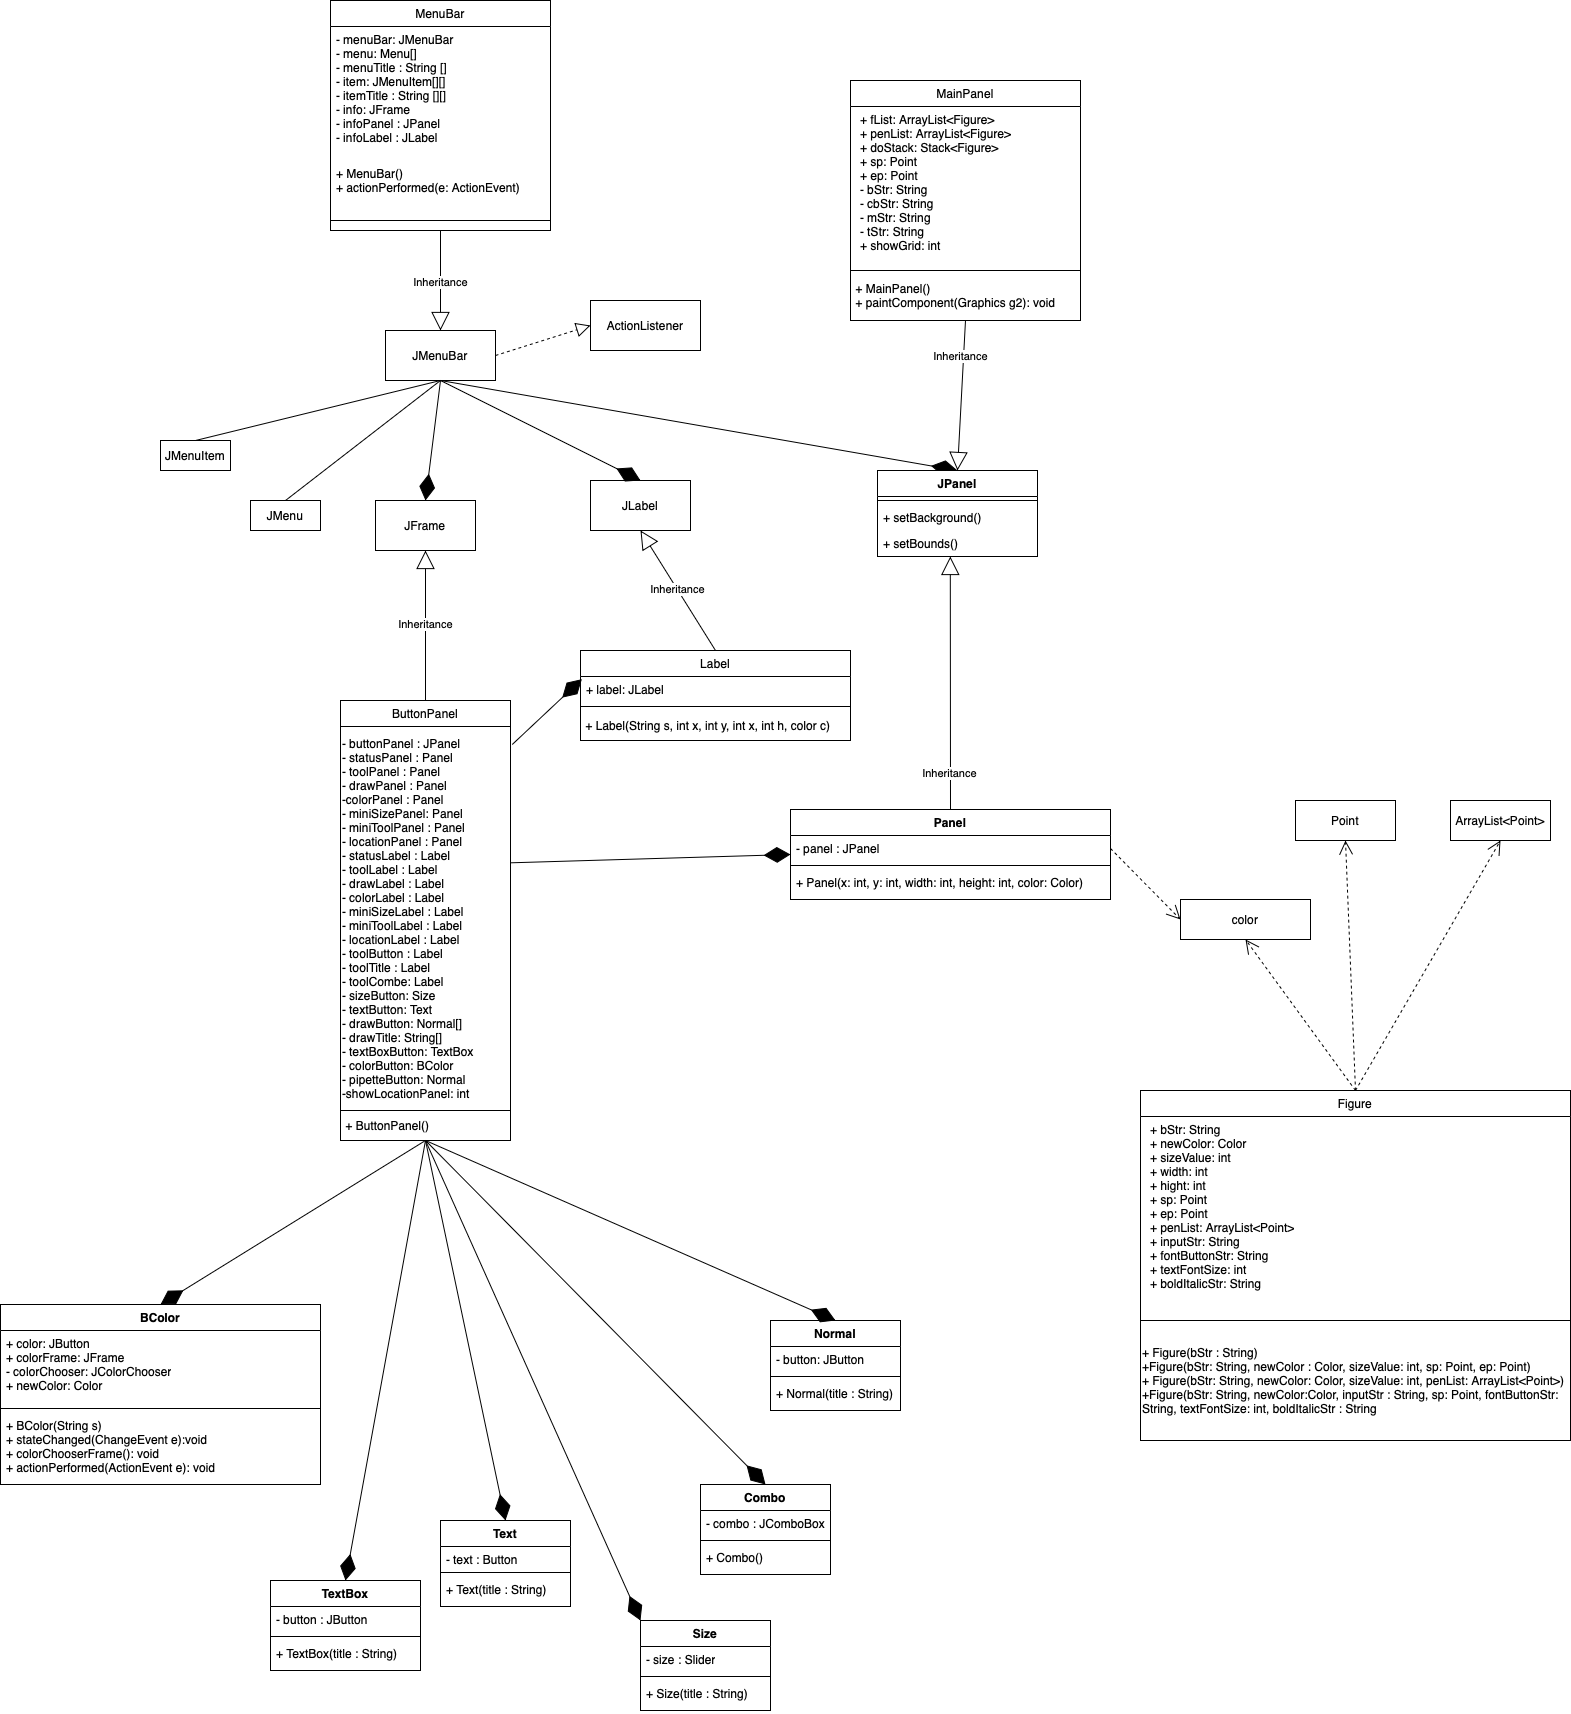 MenuBar
- menuBar: JMenuBar
- menu: Menu[]
- menuTitle : String []
- item: JMenuItem[][]
- itemTitle : String [][]
- info: JFrame
- infoPanel : JPanel
- infoLabel : JLabel
+ MenuBar()
+ actionPerformed(e: ActionEvent)
MainPanel
+ fList: ArrayList<Figure>
+ penList: ArrayList<Figure>
+ doStack: Stack<Figure>
+ sp: Point
+ ep: Point
- bStr: String
- cbStr: String
- mStr: String
- tStr: String
+ showGrid: int
+ MainPanel()
+ paintComponent(Graphics g2): void
Inheritance
ActionListener
JMenuBar
Inheritance
JMenuItem
JMenu
JFrame
JLabel
JPanel
+ setBackground()
+ setBounds()
Inheritance
Inheritance
Label
+ label: JLabel
+ Label(String s, int x, int y, int x, int h, color c)
ButtonPanel
- buttonPanel : JPanel
- statusPanel : Panel
- toolPanel : Panel
- drawPanel : Panel
-colorPanel : Panel
- miniSizePanel: Panel
- miniToolPanel : Panel
- locationPanel : Panel
- statusLabel : Label
- toolLabel : Label
- drawLabel : Label
- colorLabel : Label
- miniSizeLabel : Label
- miniToolLabel : Label
- locationLabel : Label
- toolButton : Label
- toolTitle : Label
- toolCombe: Label
- sizeButton: Size
- textButton: Text
- drawButton: Normal[]
- drawTitle: String[]
- textBoxButton: TextBox
- colorButton: BColor
- pipetteButton: Normal
-showLocationPanel: int
+ ButtonPanel()
Inheritance
Panel
- panel : JPanel
+ Panel(x: int, y: int, width: int, height: int, color: Color)
Point
ArrayList<Point>
color
Figure
+ bStr: String
+ newColor: Color
+ sizeValue: int
+ width: int
+ hight: int
+ sp: Point
+ ep: Point
+ penList: ArrayList<Point>
+ inputStr: String
+ fontButtonStr: String
+ textFontSize: int
+ boldItalicStr: String
+ Figure(bStr : String)
+Figure(bStr: String, newColor : Color, sizeValue: int, sp: Point, ep: Point)
+ Figure(bStr: String, newColor: Color, sizeValue: int, penList: ArrayList<Point>)
+Figure(bStr: String, newColor:Color, inputStr : String, sp: Point, fontButtonStr:
String, textFontSize: int, boldItalicStr : String
BColor
+ color: JButton
+ colorFrame: JFrame
- colorChooser: JColorChooser
+ newColor: Color
+ BColor(String s)
+ stateChanged(ChangeEvent e):void
+ colorChooserFrame(): void
+ actionPerformed(ActionEvent e): void
Normal
- button: JButton
+ Normal(title : String)
Combo
- combo : JComboBox
+ Combo()
Text
- text : Button
+ Text(title : String)
TextBox
- button : JButton
+ TextBox(title : String)
Size
- size : Slider
+ Size(title : String)